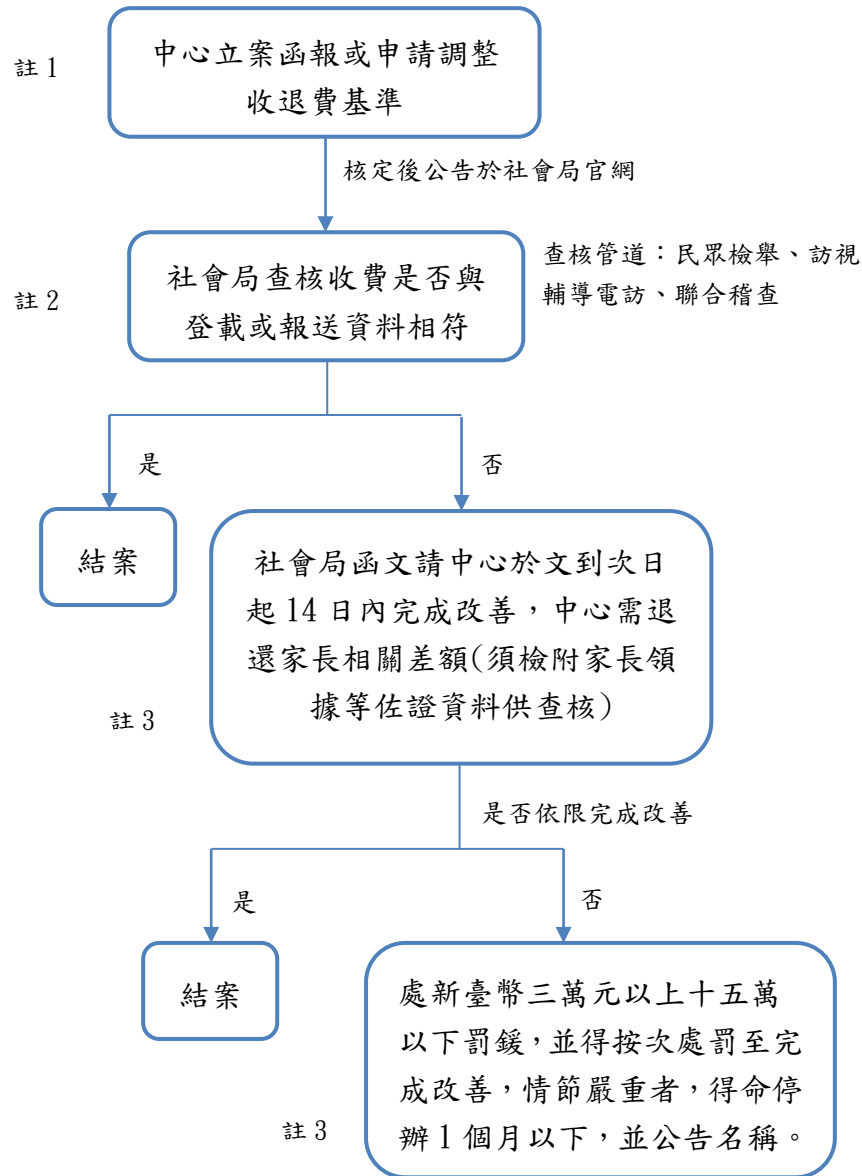 註 1
中心立案函報或申請調整
收退費基準
核定後公告於社會局官網
註 2
社會局查核收費是否與
登載或報送資料相符
查核管道：民眾檢舉、訪視
輔導電訪、聯合稽查
是
否
結案
社會局函文請中心於文到次日
起 14 日內完成改善，中心需退
還家長相關差額(須檢附家長領
據等佐證資料供查核)
註 3
是否依限完成改善
是
否
結案
處新臺幣三萬元以上十五萬
以下罰鍰，並得按次處罰至完
成改善，情節嚴重者，得命停
辦 1 個月以下，並公告名稱。
註 3